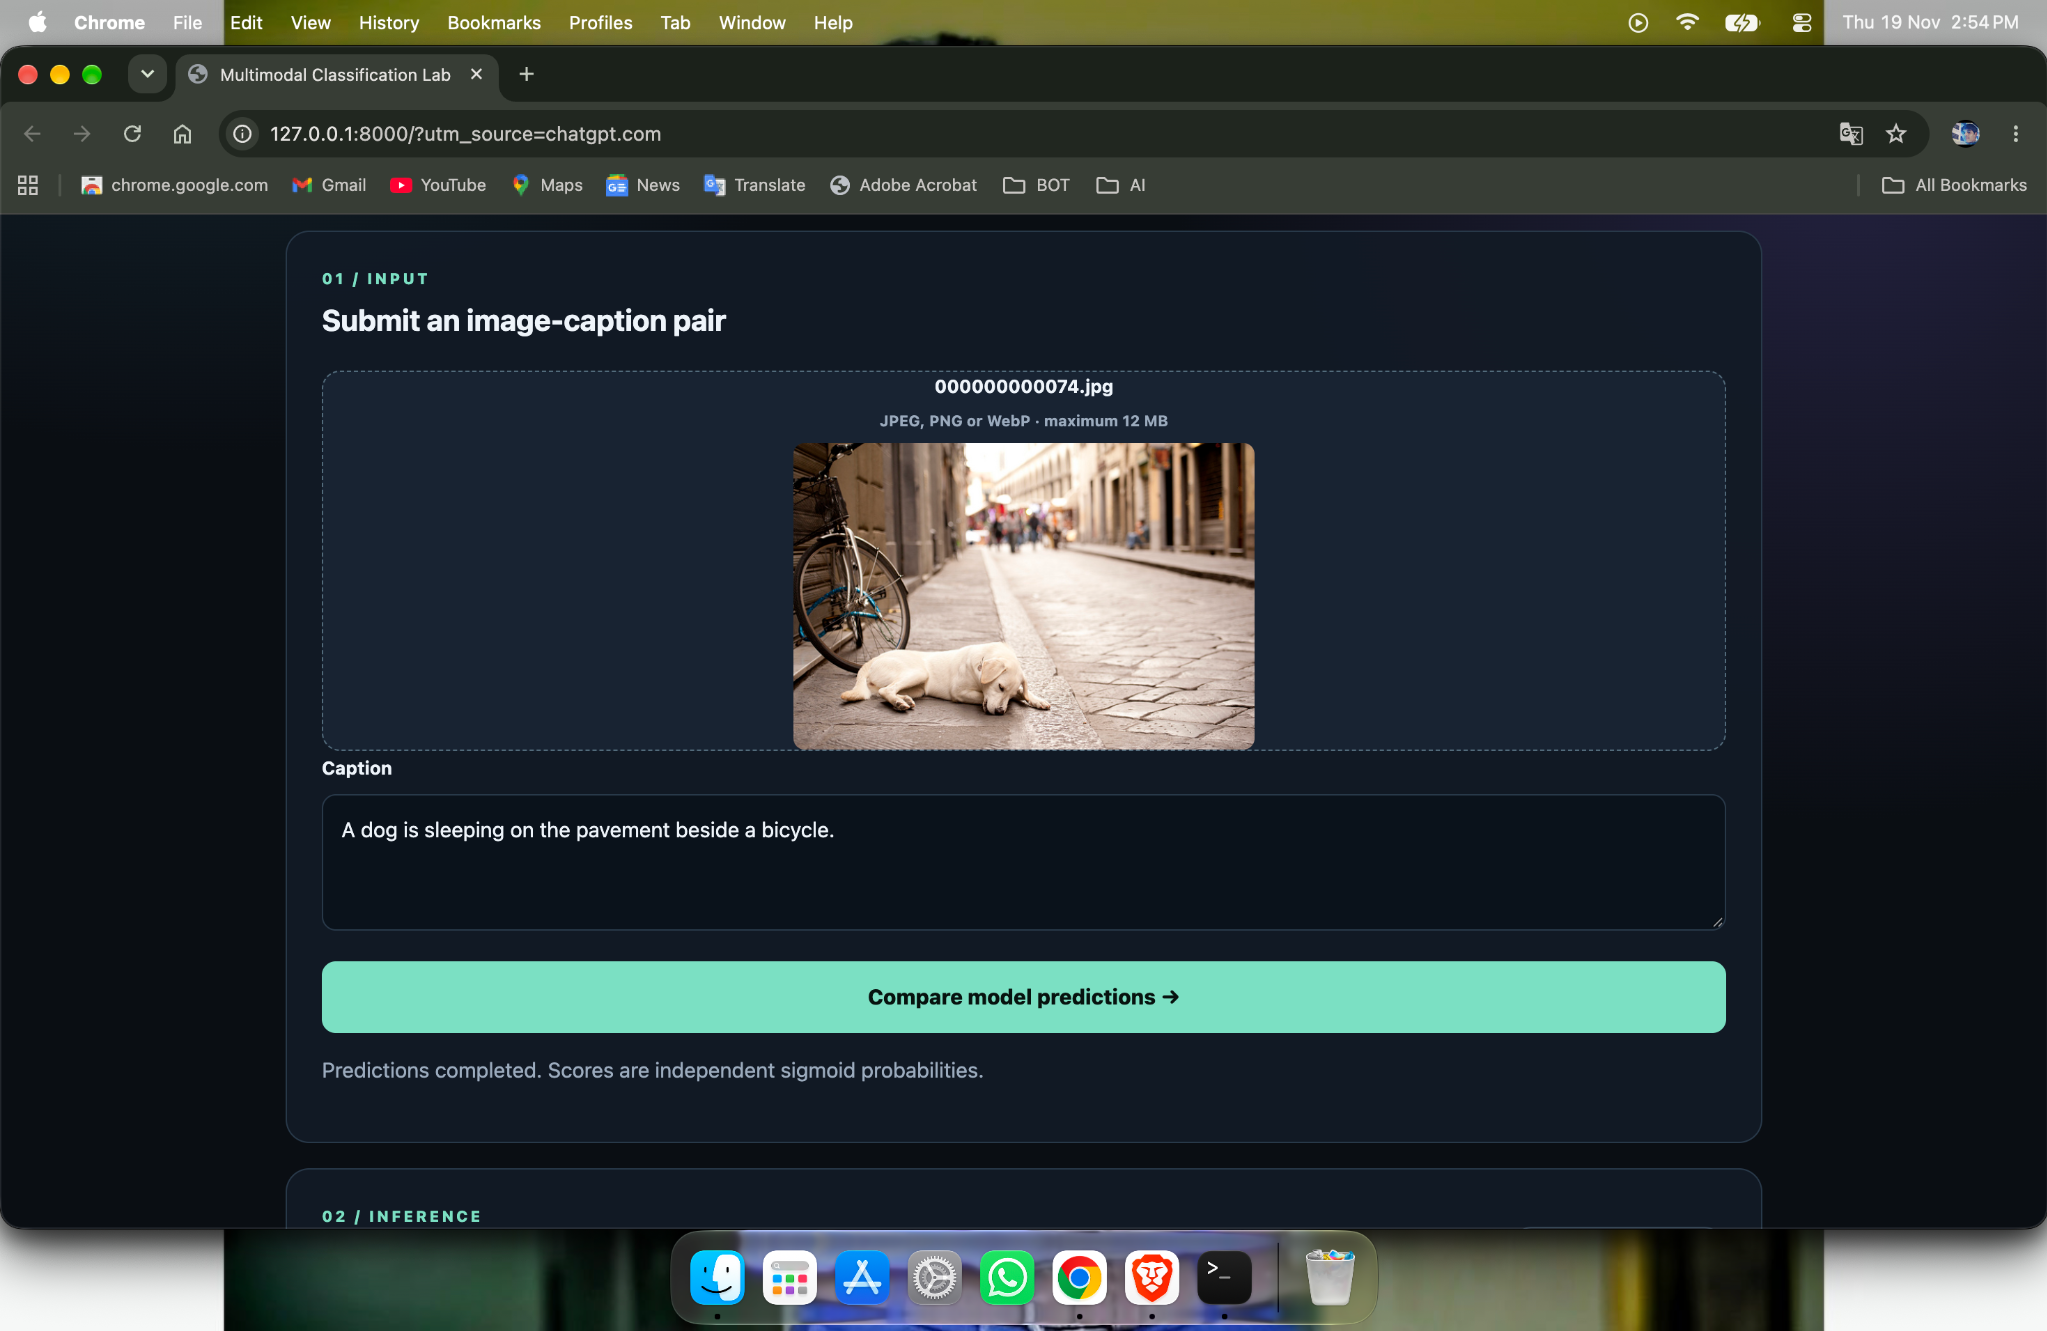 Chrome File Edit View History Bookmarks Profiles Tab Window Help Thu 19 Nov 2:54 PM
Multimodal Classification Lab
127.0.0.1:8000/?utm_source=chatgpt.com
chrome.google.com Gmail YouTube Maps News Translate Adobe Acrobat BOT AI All Bookmarks
01 / INPUT
Submit an image-caption pair
000000000074.jpg
JPEG, PNG or WebP · maximum 12 MB
Caption
A dog is sleeping on the pavement beside a bicycle.
Compare model predictions →
Predictions completed. Scores are independent sigmoid probabilities.
02 / INFERENCE